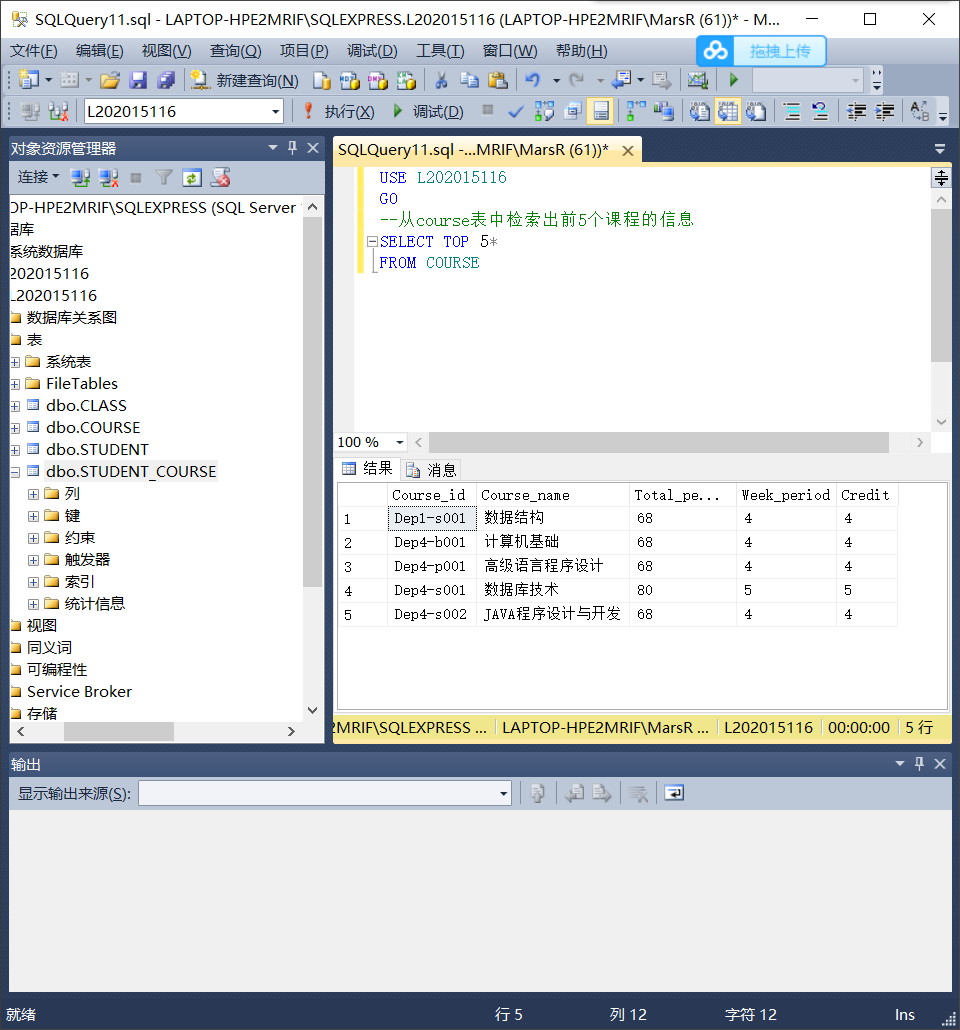 SQLQuery11.sql - LAPTOP-HPE2MRIF\SQLEXPRESS.L202015116 (LAPTOP-HPE2MRIF\MarsR (61))* - M...
文件(F) 编辑(E) 视图(V) 查询(Q) 项目(P) 调试(D) 工具(T) 窗口(W) 帮助(H)
拖拽上传
新建查询(N)
L202015116 执行(X) 调试(D)
对象资源管理器
连接
OP-HPE2MRIF\SQLEXPRESS (SQL Server
据库
系统数据库
202015116
L202015116
数据库关系图
表
系统表
FileTables
dbo.CLASS
dbo.COURSE
dbo.STUDENT
dbo.STUDENT_COURSE
列
键
约束
触发器
索引
统计信息
视图
同义词
可编程性
Service Broker
存储
SQLQuery11.sql -...MRIF\MarsR (61))*
USE L202015116
GO
--从course表中检索出前5个课程的信息
SELECT TOP 5*
FROM COURSE
100 %
结果 消息
Course_id Course_name Total_pe... Week_period Credit
1 Dep1-s001 数据结构 68 4 4
2 Dep4-b001 计算机基础 68 4 4
3 Dep4-p001 高级语言程序设计 68 4 4
4 Dep4-s001 数据库技术 80 5 5
5 Dep4-s002 JAVA程序设计与开发 68 4 4
2MRIF\SQLEXPRESS ... LAPTOP-HPE2MRIF\MarsR ... L202015116 00:00:00 5 行
输出
显示输出来源(S):
就绪 行 5 列 12 字符 12 Ins